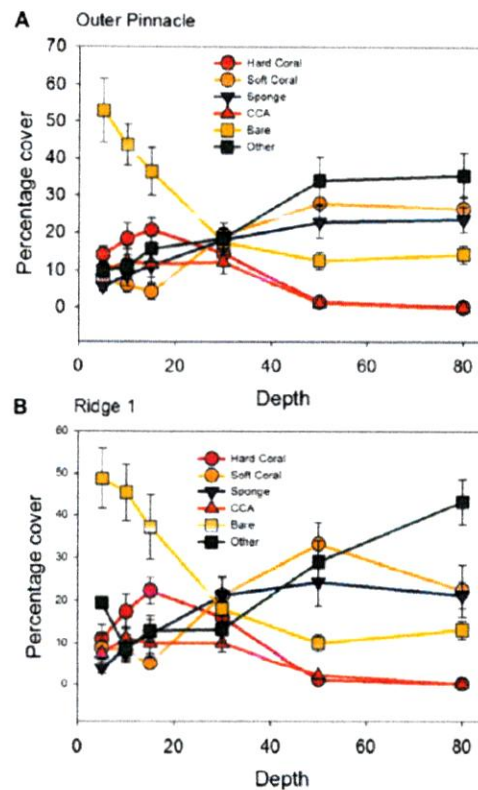 A Outer Pinnacle
70
60
50
40
30
20
10
0
Percentage cover
Hard Coral
Soft Coral
Sponge
CCA
Bare
Other
0 20 40 60 80
Depth
B Ridge 1
60
50
40
30
20
10
0
Percentage cover
Hard Coral
Soft Coral
Sponge
CCA
Bare
Other
0 20 40 60 80
Depth